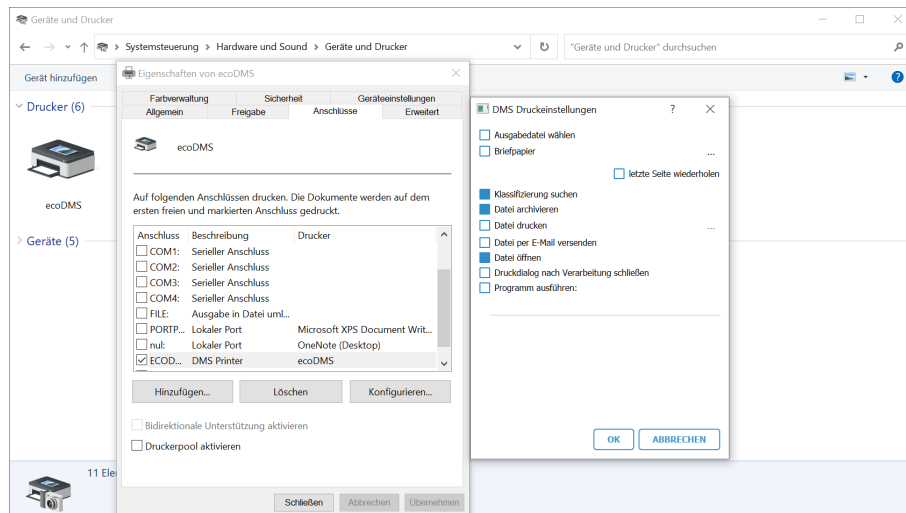 Geräte und Drucker
Systemsteuerung > Hardware und Sound > Geräte und Drucker
"Geräte und Drucker" durchsuchen
Gerät hinzufügen
Drucker (6)
ecoDMS
Geräte (5)
11 Ele
Eigenschaften von ecoDMS
Farbverwaltung Sicherheit Geräteeinstellungen
Allgemein Freigabe Anschlüsse Erweitert
ecoDMS
Auf folgenden Anschlüssen drucken. Die Dokumente werden auf dem
ersten freien und markierten Anschluss gedruckt.
Anschluss Beschreibung Drucker
COM1: Serieller Anschluss
COM2: Serieller Anschluss
COM3: Serieller Anschluss
COM4: Serieller Anschluss
FILE: Ausgabe in Datei uml...
PORTP... Lokaler Port Microsoft XPS Document Writ...
nul: Lokaler Port OneNote (Desktop)
ECOD... DMS Printer ecoDMS
Hinzufügen... Löschen Konfigurieren...
Bidirektionale Unterstützung aktivieren
Druckerpool aktivieren
Schließen Abbrechen Übernehmen
DMS Druckeinstellungen ?
Ausgabedatei wählen
Briefpapier ...
letzte Seite wiederholen
Klassifizierung suchen
Datei archivieren
Datei drucken ...
Datei per E-Mail versenden
Datei öffnen
Druckdialog nach Verarbeitung schließen
Programm ausführen:
OK ABBRECHEN